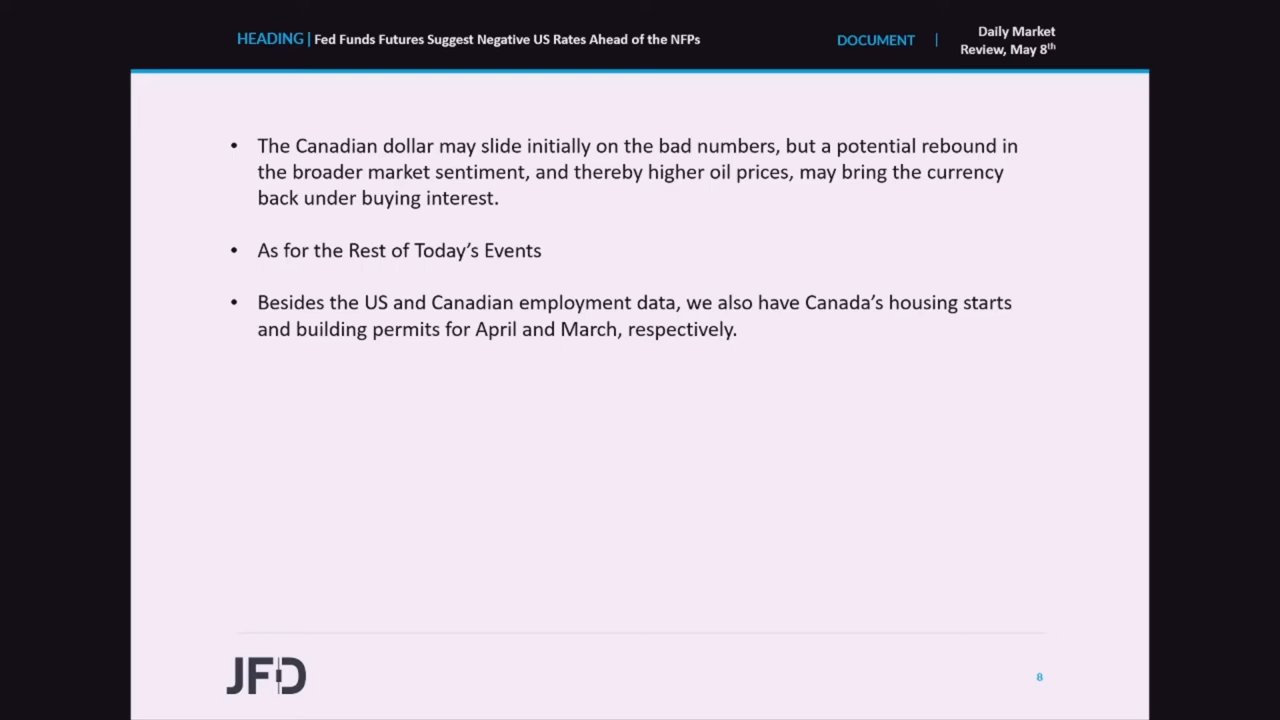 HEADING | Fed Funds Futures Suggest Negative US Rates Ahead of the NFPs
DOCUMENT |
Daily Market
Review, May 8th
• The Canadian dollar may slide initially on the bad numbers, but a potential rebound in
the broader market sentiment, and thereby higher oil prices, may bring the currency
back under buying interest.
• As for the Rest of Today’s Events
• Besides the US and Canadian employment data, we also have Canada’s housing starts
and building permits for April and March, respectively.
JFD
8